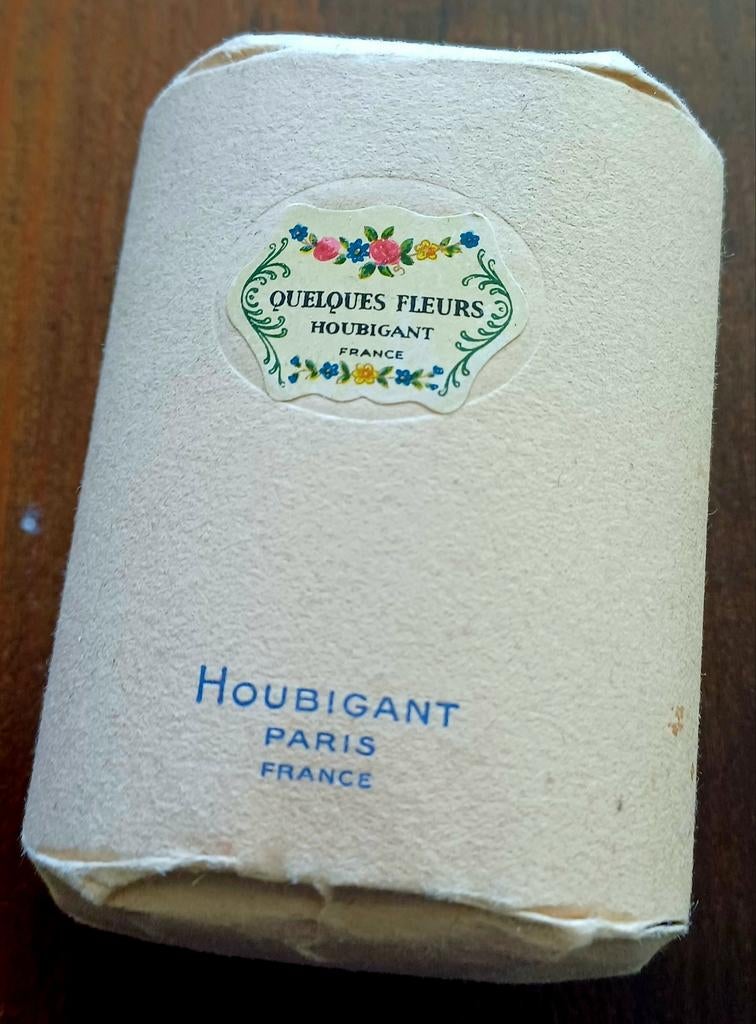 QUELQUES FLEURS
HOUBIGANT
FRANCE
HOUBIGANT
PARIS
FRANCE